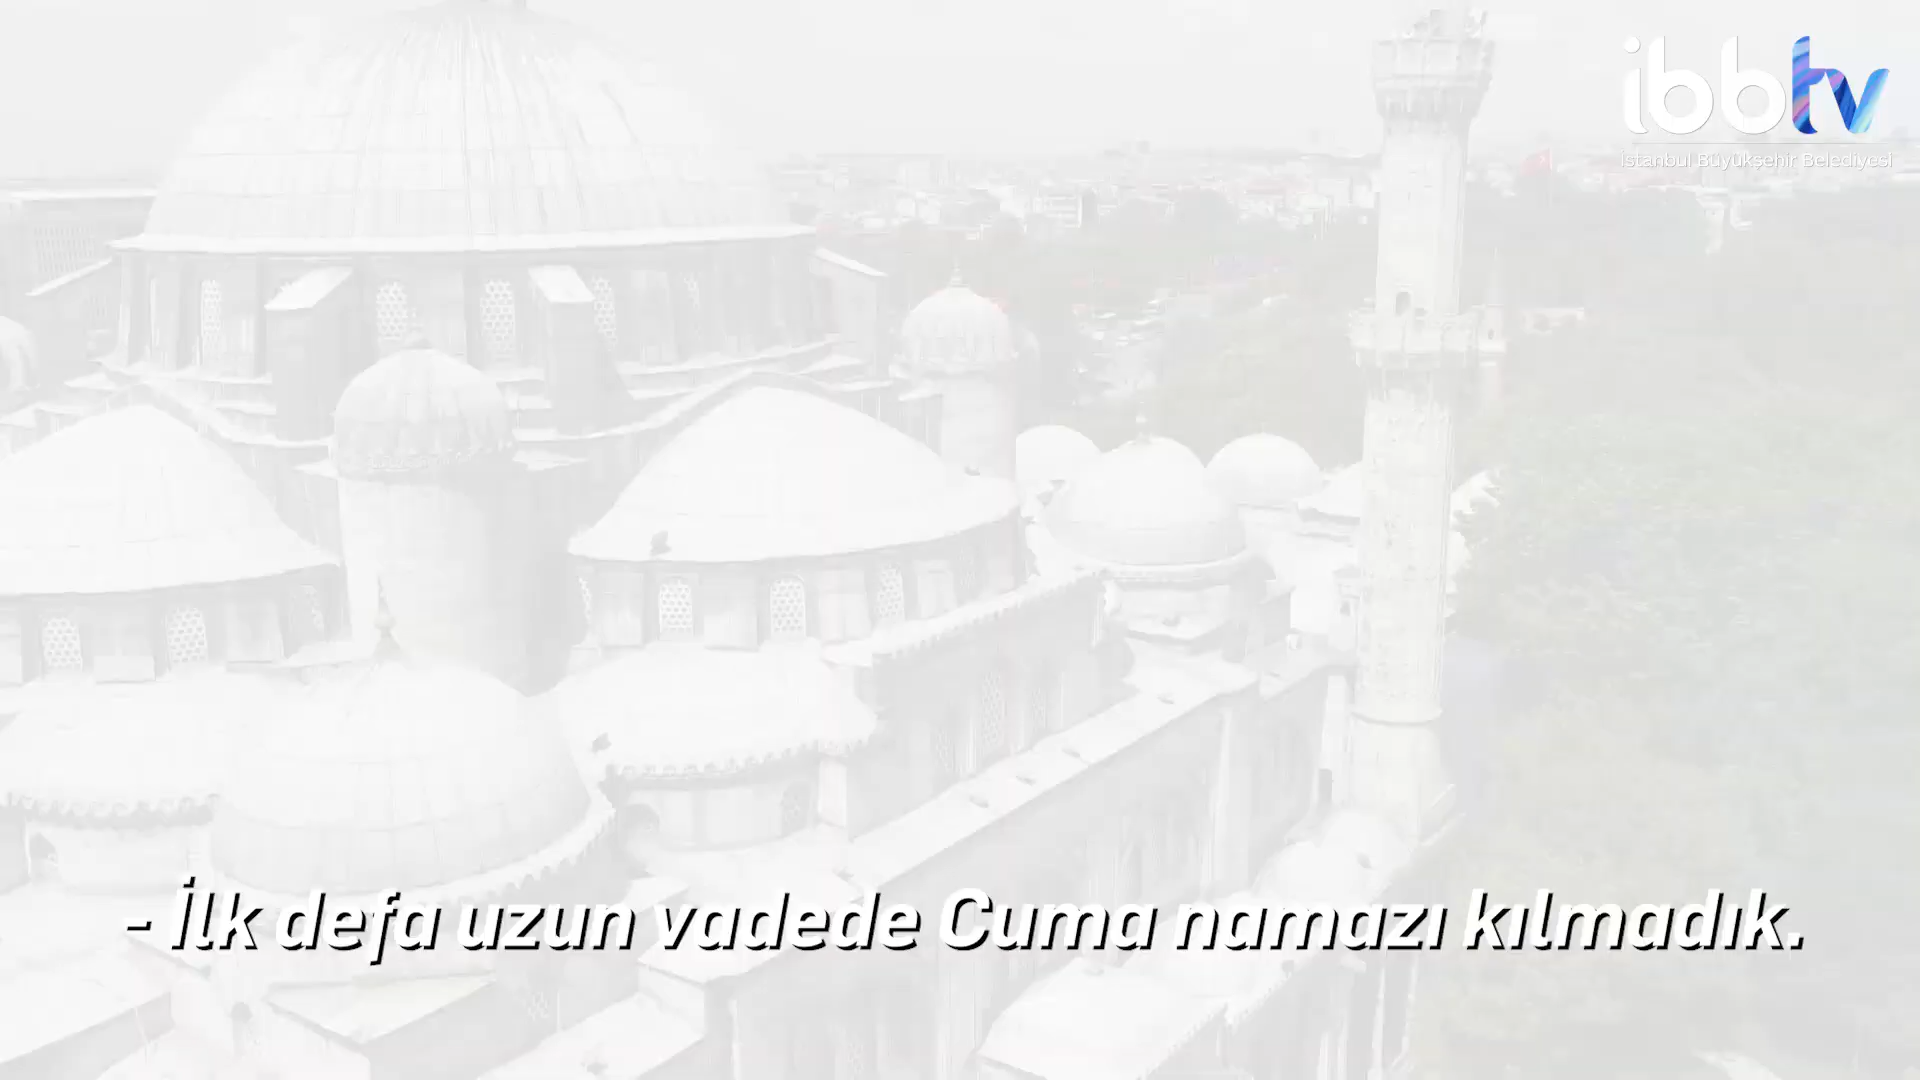 ibbtv
İstanbul Büyükşehir Belediyesi
- İlk defa uzun vadede Cuma namazı kılmadık.